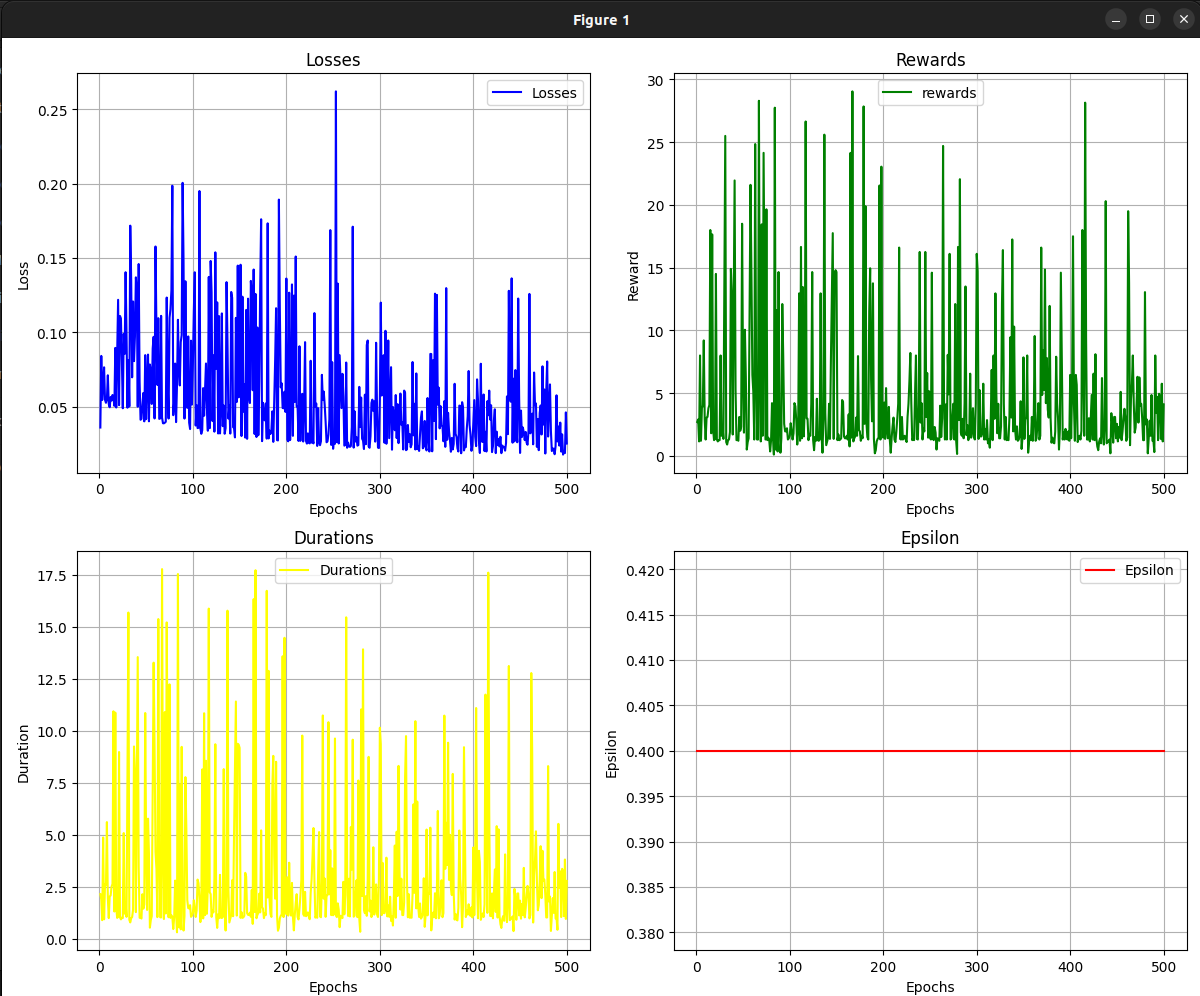 Figure 1
Losses
Losses
0.25
0.20
0.15
0.10
0.05
Loss
0 100 200 300 400 500
Epochs
Rewards
rewards
30
25
20
15
10
5
0
Reward
0 100 200 300 400 500
Epochs
Durations
Durations
17.5
15.0
12.5
10.0
7.5
5.0
2.5
0.0
Duration
0 100 200 300 400 500
Epochs
Epsilon
Epsilon
0.420
0.415
0.410
0.405
0.400
0.395
0.390
0.385
0.380
Epsilon
0 100 200 300 400 500
Epochs